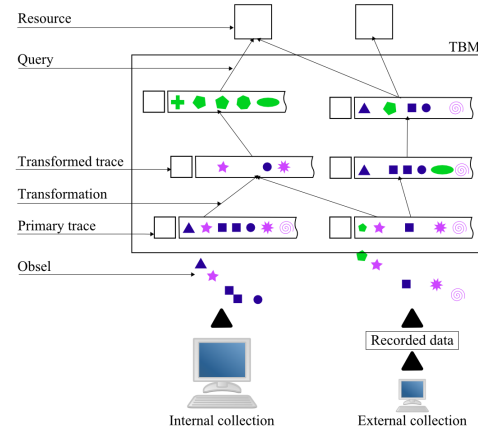 Resource
TBM
Query
Transformed trace
Transformation
Primary trace
Obsel
Recorded data
Internal collection
External collection